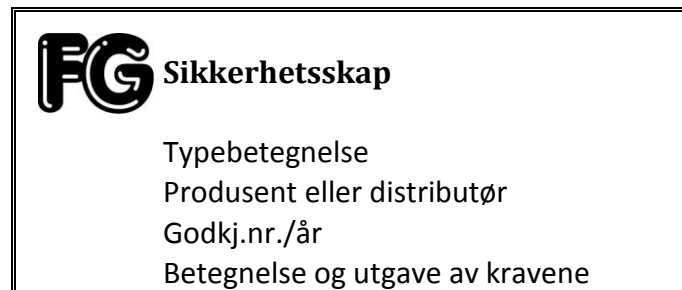 FG Sikkerhetsskap
Typebetegnelse
Produsent eller distributør
Godkj.nr./år
Betegnelse og utgave av kravene